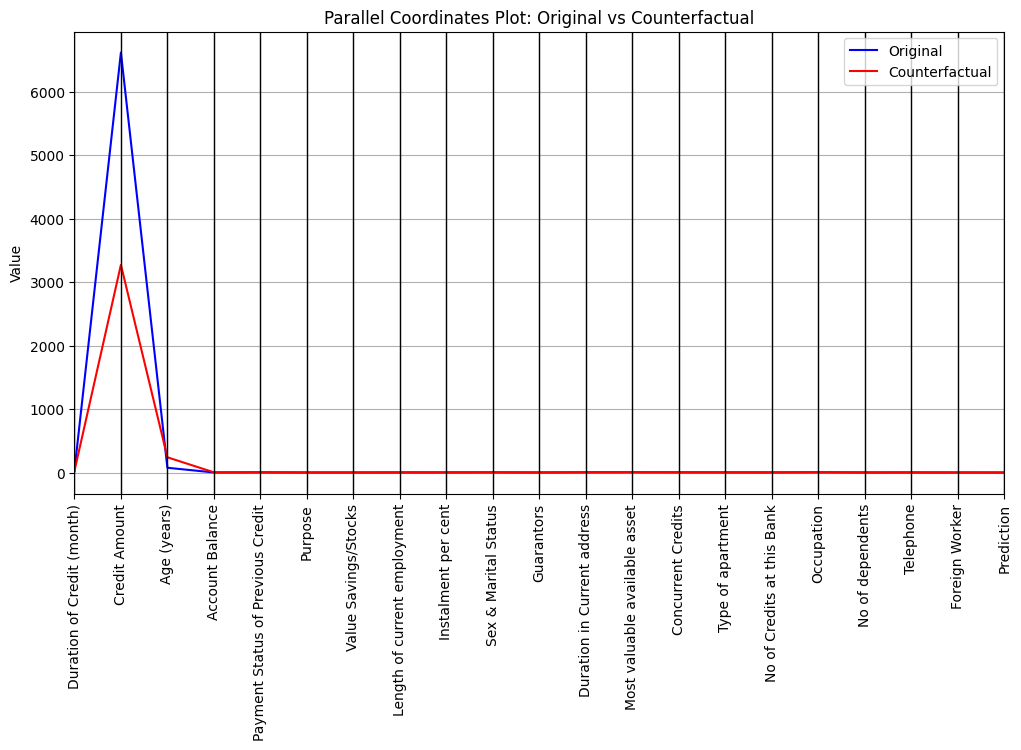 Parallel Coordinates Plot: Original vs Counterfactual
Original
Counterfactual
Value
6000
5000
4000
3000
2000
1000
0
Duration of Credit (month)
Credit Amount
Age (years)
Account Balance
Payment Status of Previous Credit
Purpose
Value Savings/Stocks
Length of current employment
Instalment per cent
Sex & Marital Status
Guarantors
Duration in Current address
Most valuable available asset
Concurrent Credits
Type of apartment
No of Credits at this Bank
Occupation
No of dependents
Telephone
Foreign Worker
Prediction